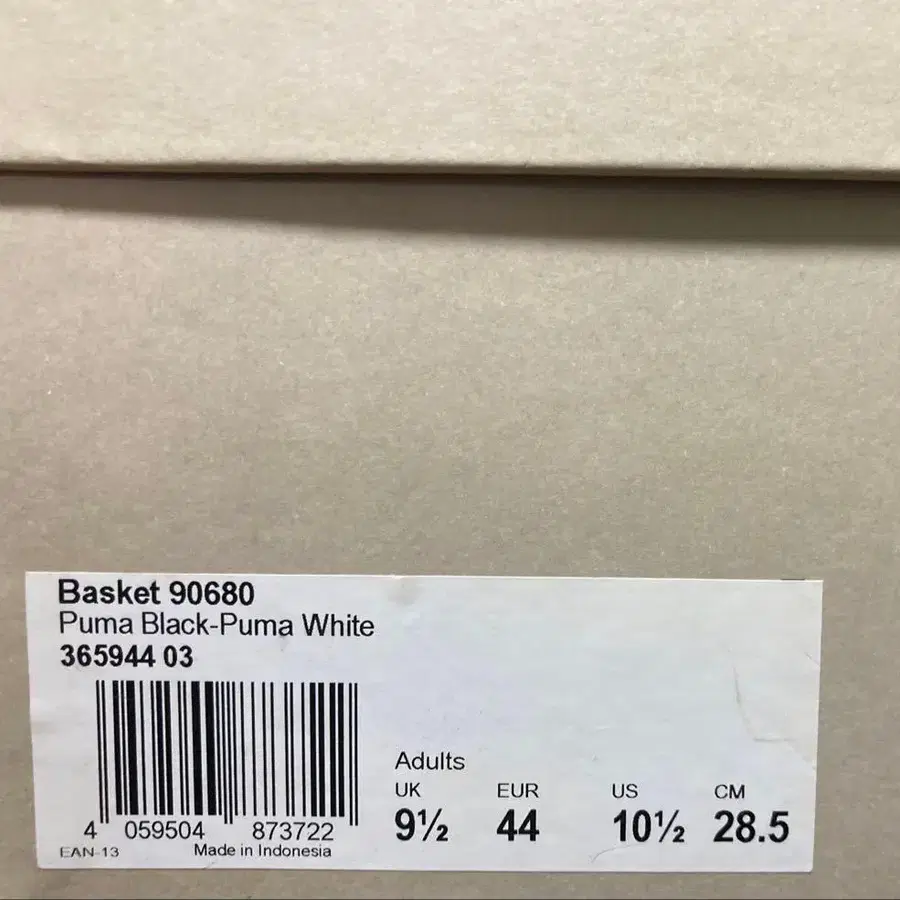 Basket 90680
Puma Black-Puma White
365944 03
Adults
UK EUR US CM
9½ 44 10½ 28.5
4 059504 873722
EAN-13 Made in Indonesia